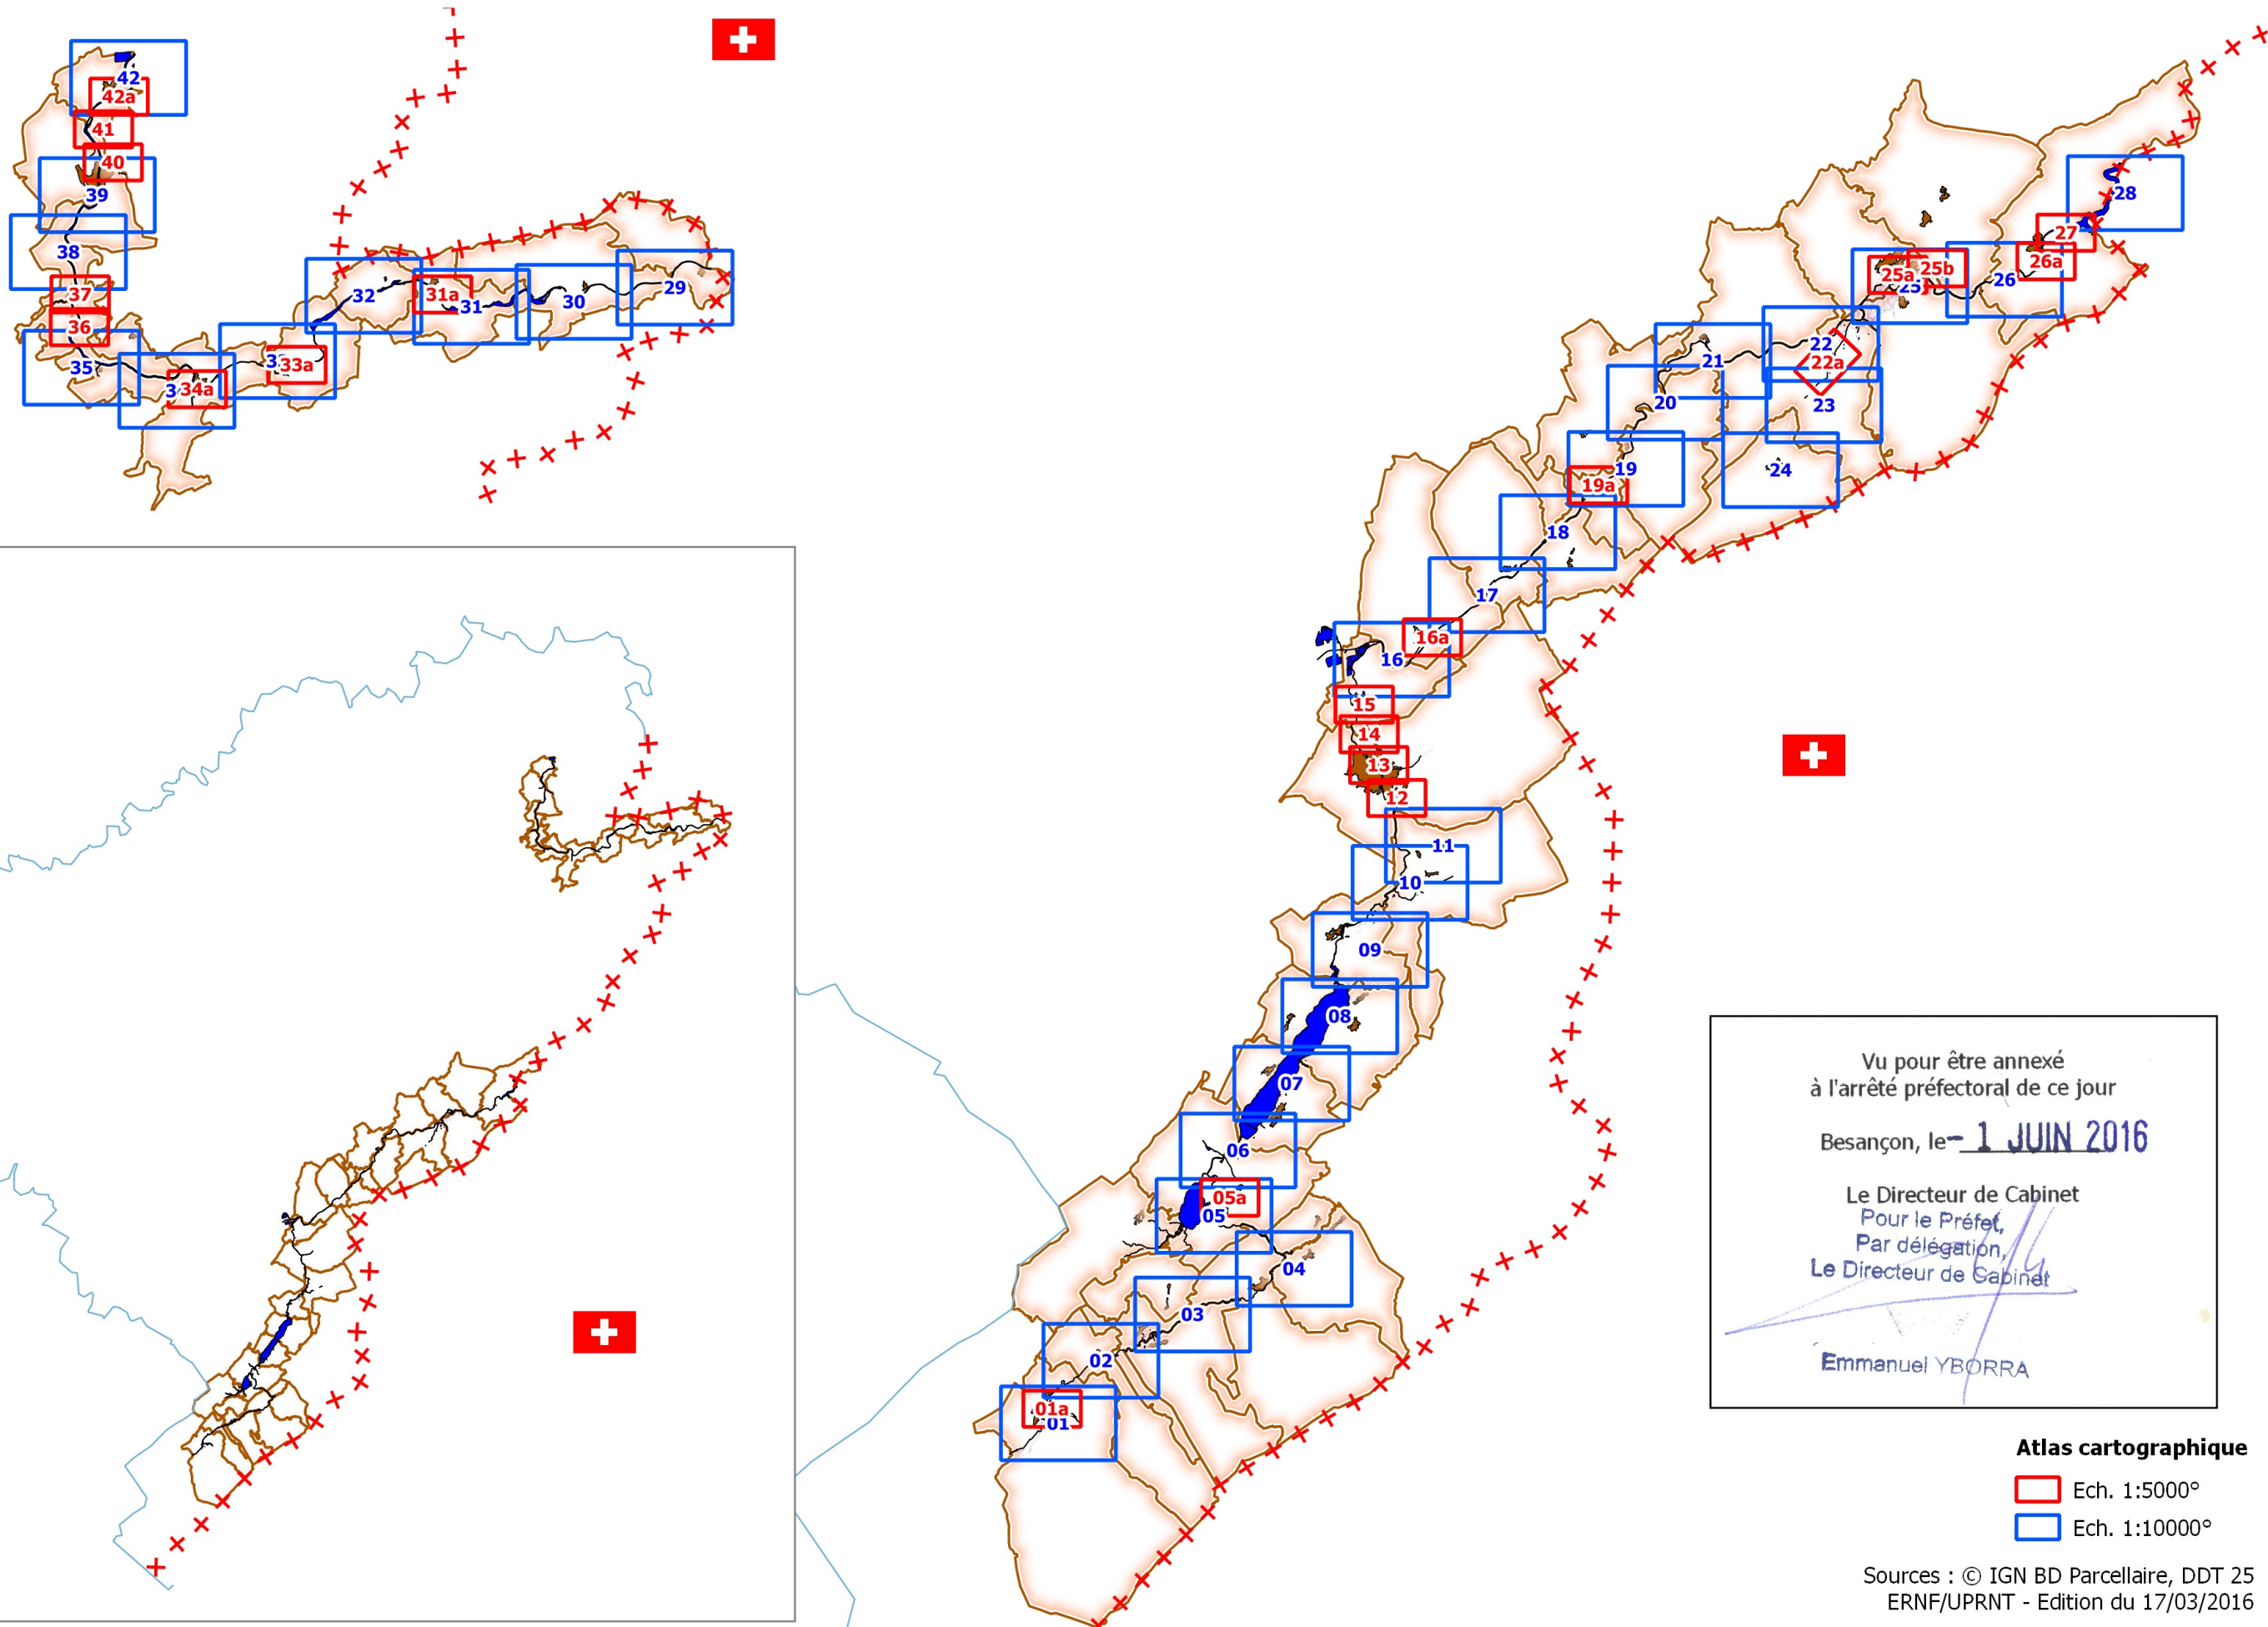 42
42a
41
40
39
38
37
36
35
3
34a
3
33a
32
31a
31
30
29
28
27
26a
26
25b
25a
25
22
22a
21
23
20
24
19
19a
18
17
16a
16
15
14
13
12
11
10
09
08
07
06
05a
05
04
03
02
01a
01
Vu pour être annexé
à l'arrêté préfectoral de ce jour
Besançon, le - 1 JUIN 2016
Le Directeur de Cabinet
Pour le Préfet,
Par délégation,
Le Directeur de Cabinet
Emmanuel YBORRA
Atlas cartographique
Ech. 1:5000°
Ech. 1:10000°
Sources : © IGN BD Parcellaire, DDT 25
ERNF/UPRNT - Edition du 17/03/2016